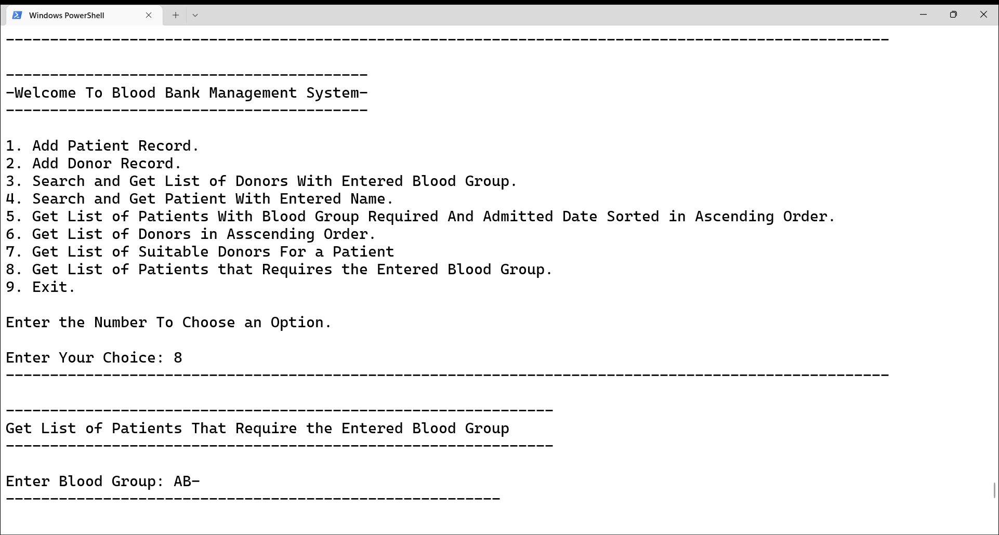 Windows PowerShell
----------------------------------------------------------------------------------------------------
-----------------------------------------
-Welcome To Blood Bank Management System-
-----------------------------------------
1. Add Patient Record.
2. Add Donor Record.
3. Search and Get List of Donors With Entered Blood Group.
4. Search and Get Patient With Entered Name.
5. Get List of Patients With Blood Group Required And Admitted Date Sorted in Ascending Order.
6. Get List of Donors in Asscending Order.
7. Get List of Suitable Donors For a Patient
8. Get List of Patients that Requires the Entered Blood Group.
9. Exit.
Enter the Number To Choose an Option.
Enter Your Choice: 8
----------------------------------------------------------------------------------------------------
--------------------------------------------------------------
Get List of Patients That Require the Entered Blood Group
--------------------------------------------------------------
Enter Blood Group: AB-
--------------------------------------------------------